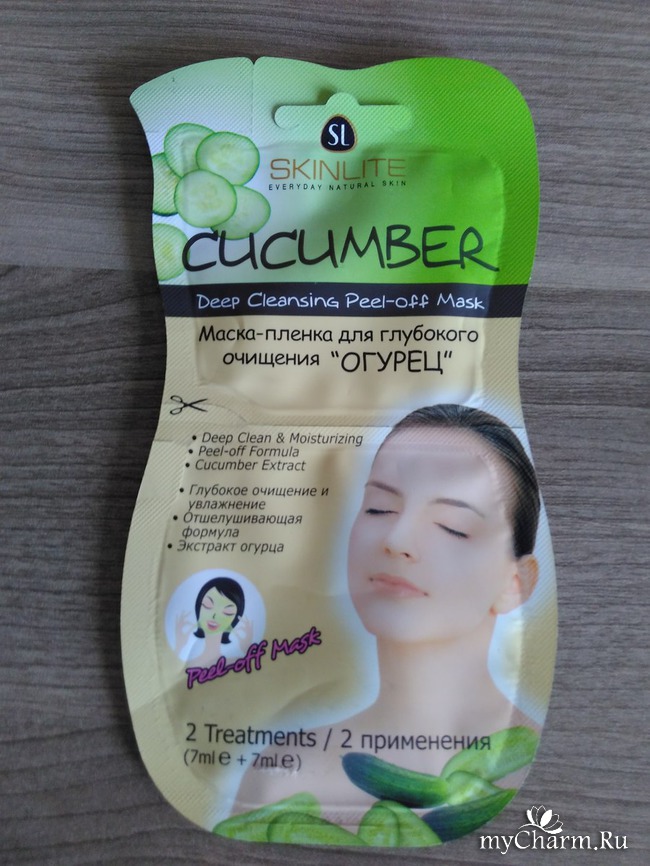 SL
SKINLITE
EVERYDAY NATURAL SKIN
CUCUMBER
Deep Cleansing Peel-off Mask
Маска-пленка для глубокого
очищения "ОГУРЕЦ"
• Deep Clean & Moisturizing
• Peel-off Formula
• Cucumber Extract
• Глубокое очищение и
увлажнение
• Отшелушивающая
формула
• Экстракт огурца
Peel-off Mask
2 Treatments / 2 применения
(7ml e + 7ml e)
myCharm.Ru